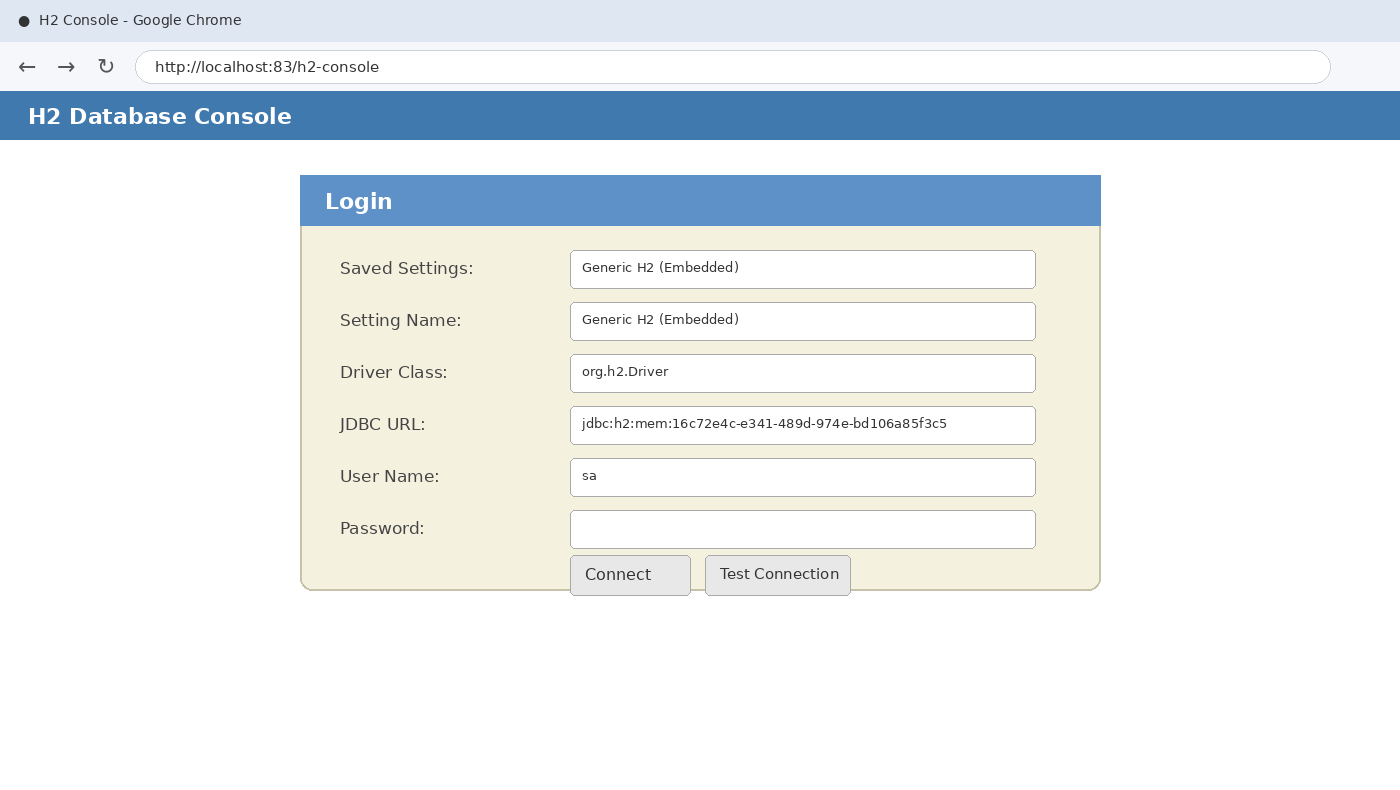 H2 Console - Google Chrome
http://localhost:83/h2-console
H2 Database Console
Login
Saved Settings: Generic H2 (Embedded)
Setting Name: Generic H2 (Embedded)
Driver Class: org.h2.Driver
JDBC URL: jdbc:h2:mem:16c72e4c-e341-489d-974e-bd106a85f3c5
User Name: sa
Password:
Connect Test Connection